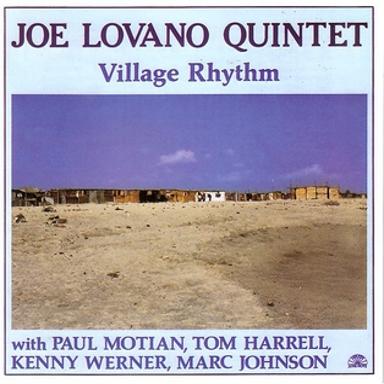 JOE LOVANO QUINTET
Village Rhythm
with PAUL MOTIAN, TOM HARRELL,
KENNY WERNER, MARC JOHNSON